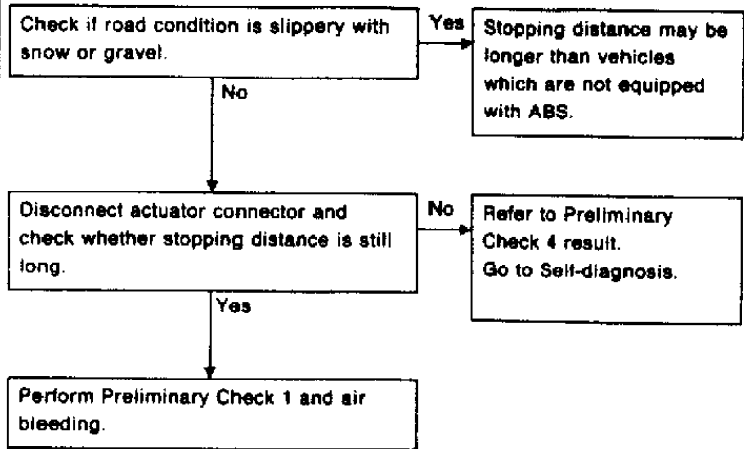 Check if road condition is slippery with
snow or gravel.
Yes
Stopping distance may be
longer than vehicles
which are not equipped
with ABS.
No
Disconnect actuator connector and
check whether stopping distance is still
long.
No
Refer to Preliminary
Check 4 result.
Go to Self-diagnosis.
Yes
Perform Preliminary Check 1 and air
bleeding.